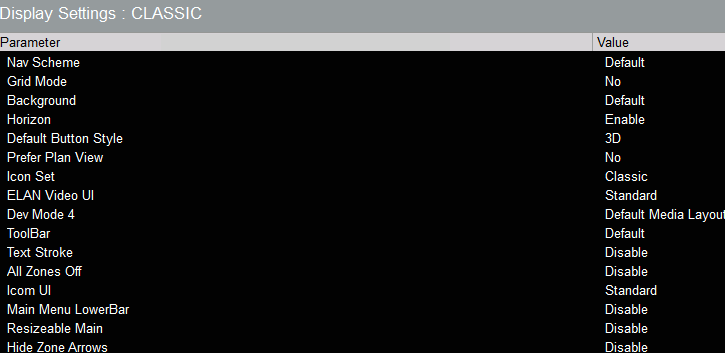 Display Settings : CLASSIC
Parameter Value
Nav Scheme Default
Grid Mode No
Background Default
Horizon Enable
Default Button Style 3D
Prefer Plan View No
Icon Set Classic
ELAN Video UI Standard
Dev Mode 4 Default Media Layout
ToolBar Default
Text Stroke Disable
All Zones Off Disable
Icom UI Standard
Main Menu LowerBar Disable
Resizeable Main Disable
Hide Zone Arrows Disable